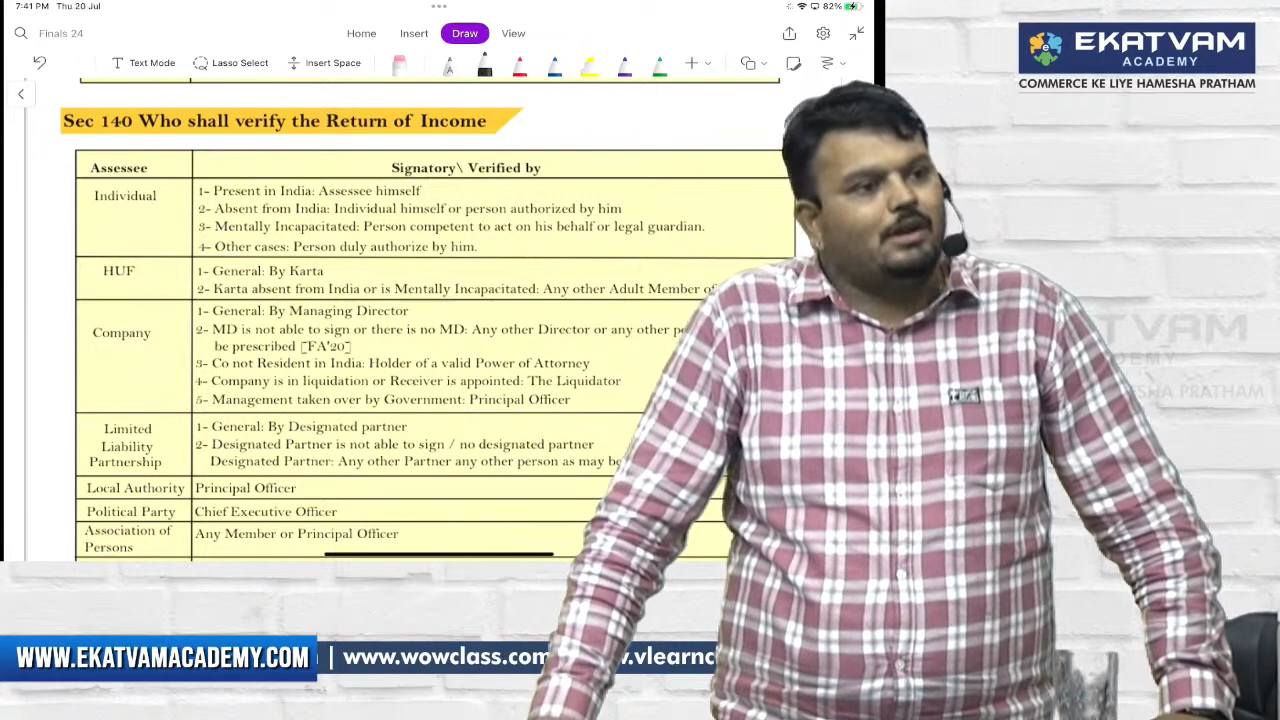 7:41 PM Thu 20 Jul
82%
Finals 24
Home Insert Draw View
Text Mode Lasso Select Insert Space
EKATVAM
ACADEMY
COMMERCE KE LIYE HAMESHA PRATHAM
Sec 140 Who shall verify the Return of Income
Assessee Signatory\ Verified by
Individual
1- Present in India: Assessee himself
2- Absent from India: Individual himself or person authorized by him
3- Mentally Incapacitated: Person competent to act on his behalf or legal guardian.
4- Other cases: Person duly authorize by him.
HUF
1- General: By Karta
2- Karta absent from India or is Mentally Incapacitated: Any other Adult Member of
Company
1- General: By Managing Director
2- MD is not able to sign or there is no MD: Any other Director or any other
be prescribed [FA'20]
3- Co not Resident in India: Holder of a valid Power of Attorney
4- Company is in liquidation or Receiver is appointed: The Liquidator
5- Management taken over by Government: Principal Officer
Limited
Liability
Partnership
1- General: By Designated partner
2- Designated Partner is not able to sign / no designated partner
Designated Partner: Any other Partner any other person as may be
Local Authority Principal Officer
Political Party Chief Executive Officer
Association of
Persons
Any Member or Principal Officer
TVAM
DEMY
ESHA PRATHAM
WWW.EKATVAMACADEMY.COM | www.wowclass.com